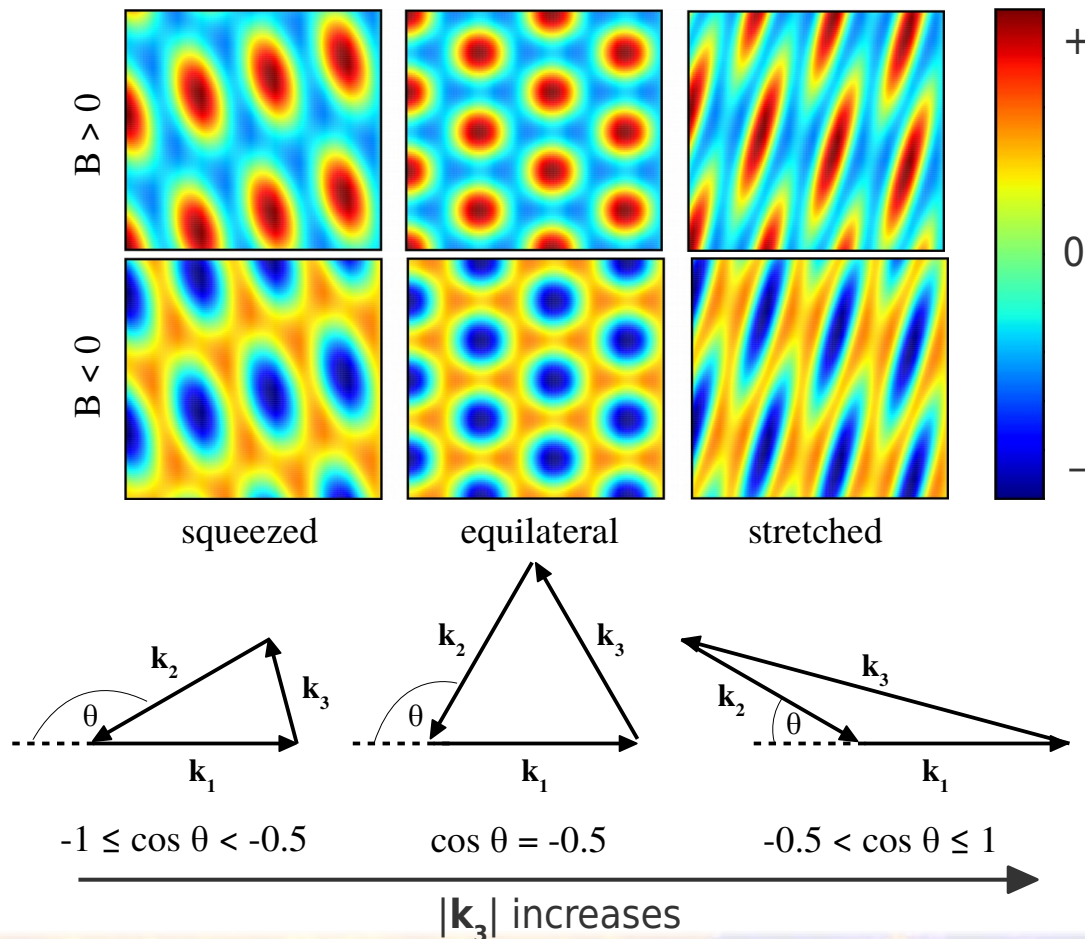 +
B > 0
0
B < 0
−
squeezed equilateral stretched
k2 k3 θ k1
k2 k3 θ k1
k3 k2 θ k1
-1 ≤ cos θ < -0.5 cos θ = -0.5 -0.5 < cos θ ≤ 1
|k3| increases